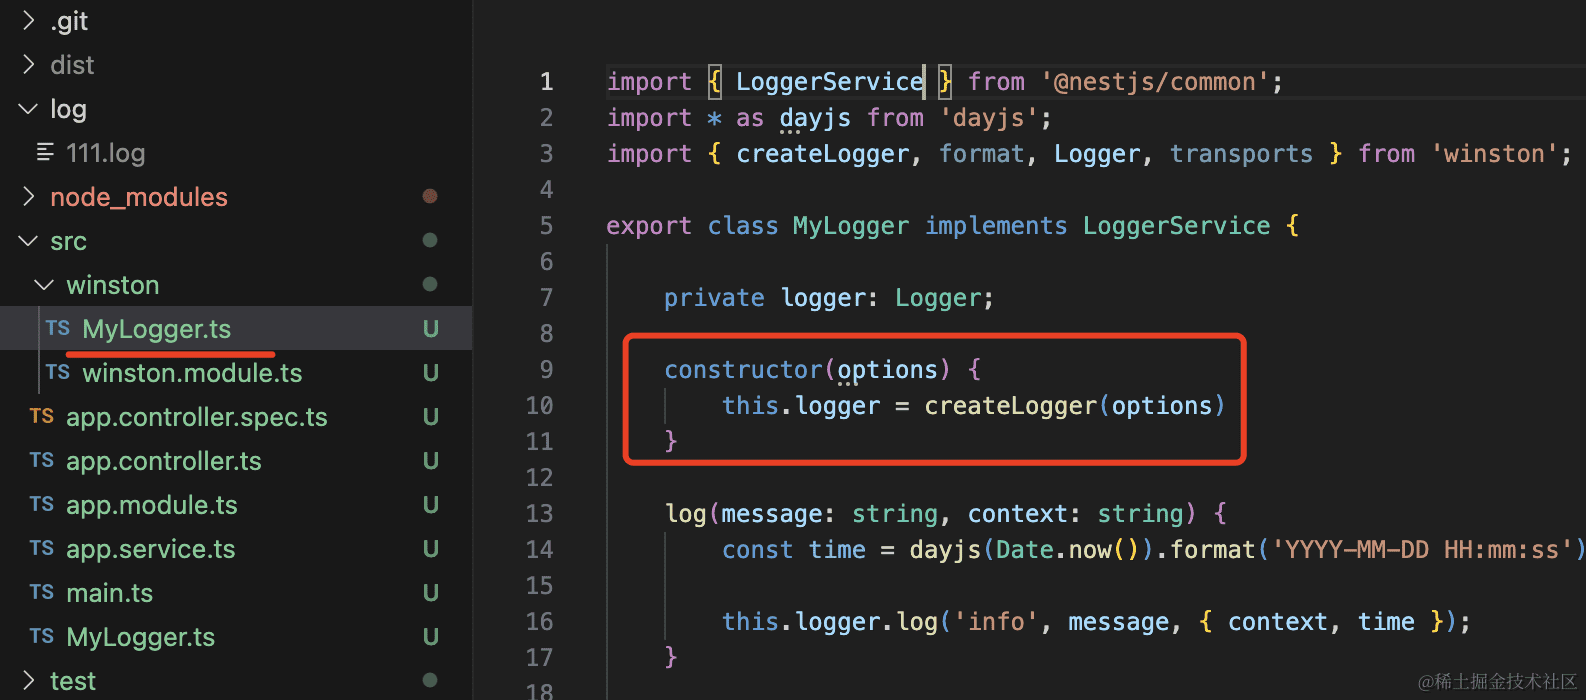 .git
dist
log
111.log
node_modules
src
winston
TS MyLogger.ts U
TS winston.module.ts U
TS app.controller.spec.ts U
TS app.controller.ts U
TS app.module.ts U
TS app.service.ts U
TS main.ts U
TS MyLogger.ts U
test
1 import { LoggerService } from '@nestjs/common';
2 import * as dayjs from 'dayjs';
3 import { createLogger, format, Logger, transports } from 'winston';
4
5 export class MyLogger implements LoggerService {
6
7 private logger: Logger;
8
9 constructor(options) {
10 this.logger = createLogger(options)
11 }
12
13 log(message: string, context: string) {
14 const time = dayjs(Date.now()).format('YYYY-MM-DD HH:mm:ss')
15
16 this.logger.log('info', message, { context, time });
17 }
18
@稀土掘金技术社区